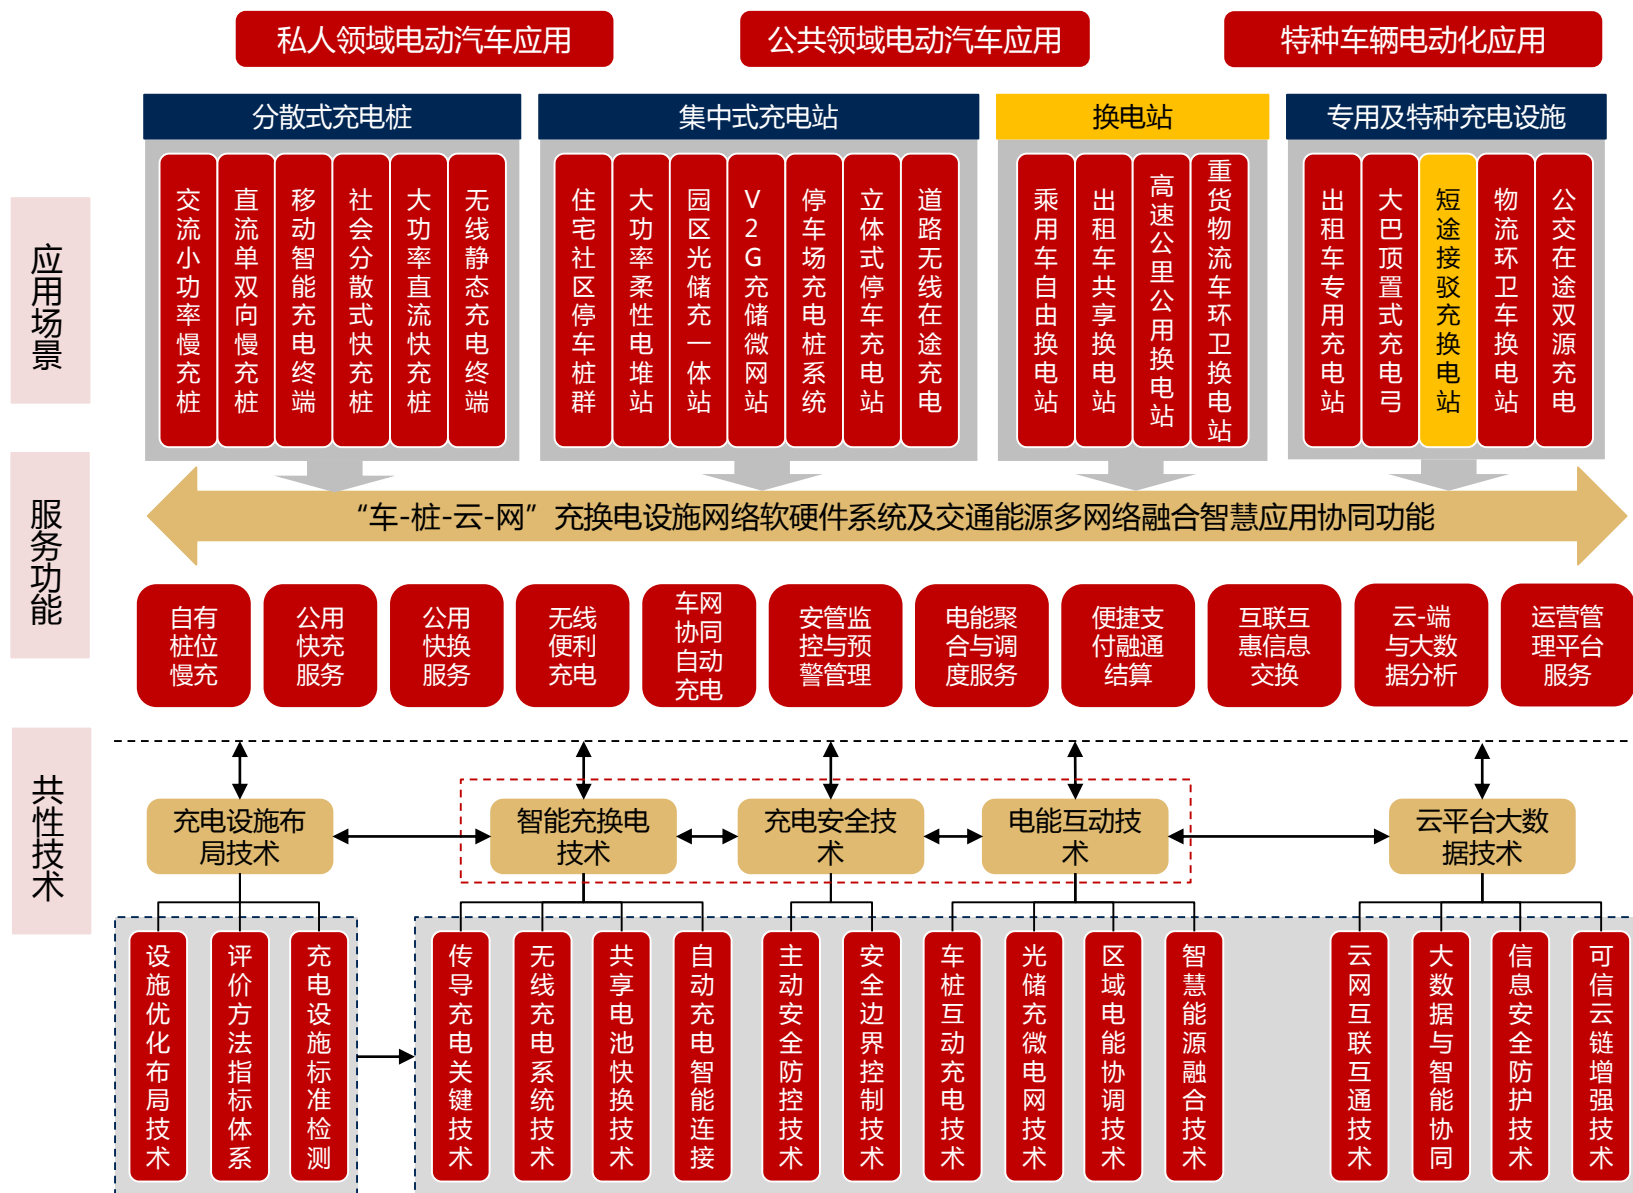 私人领域电动汽车应用
公共领域电动汽车应用
特种车辆电动化应用
分散式充电桩
集中式充电站
换电站
专用及特种充电设施
应用场景
交流小功率慢充桩
直流单双向慢充桩
移动智能充电终端
社会分散式快充桩
大功率直流快充桩
无线静态充电终端
住宅社区停车桩群
大功率柔性电堆站
园区光储充一体站
V2G充储微网站
停车场充电桩系统
立体式停车充电站
道路无线在途充电
乘用车自由换电站
出租车共享换电站
高速公里公用换电站
重货物流车环卫换电站
出租车专用充电站
大巴顶置式充电弓
短途接驳充换电站
物流环卫车换电站
公交在途双源充电
服务功能
“车-桩-云-网”充换电设施网络软硬件系统及交通能源多网络融合智慧应用协同功能
自有
桩位
慢充
公用
快充
服务
公用
快换
服务
无线
便利
充电
车网
协同
自动
充电
安管监
控与预
警管理
电能聚
合与调
度服务
便捷支
付融通
结算
互联互
惠信息
交换
云-端
与大数
据分析
运营管
理平台
服务
共性技术
充电设施布
局技术
智能充换电
技术
充电安全技
术
电能互动技
术
云平台大数
据技术
设施优化布局技术
评价方法指标体系
充电设施标准检测
传导充电关键技术
无线充电系统技术
共享电池快换技术
自动充电智能连接
主动安全防控技术
安全边界控制技术
车桩互动充电技术
光储充微电网技术
区域电能协调技术
智慧能源融合技术
云网互联互通技术
大数据与智能协同
信息安全防护技术
可信云链增强技术